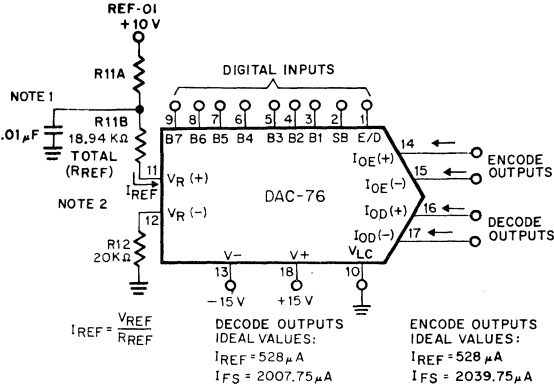 REF-01
+10V
R11A
NOTE 1
DIGITAL INPUTS
9 8 7 6 5 4 3 2 1
B7 B6 B5 B4 B3 B2 B1 SB E/D
R11B
.01µF
18.94 KΩ
TOTAL
(RREF)
11
IREF
VR(+)
NOTE 2
12
VR(-)
DAC-76
R12
20KΩ
IOE(+)
14
IOE(-)
15
ENCODE
OUTPUTS
IOD(+)
16
IOD(-)
17
DECODE
OUTPUTS
V- V+ VLC
13 18 10
-15V +15V
IREF = VREF
RREF
DECODE OUTPUTS
IDEAL VALUES:
IREF = 528µA
IFS = 2007.75µA
ENCODE OUTPUTS
IDEAL VALUES:
IREF = 528µA
IFS = 2039.75µA